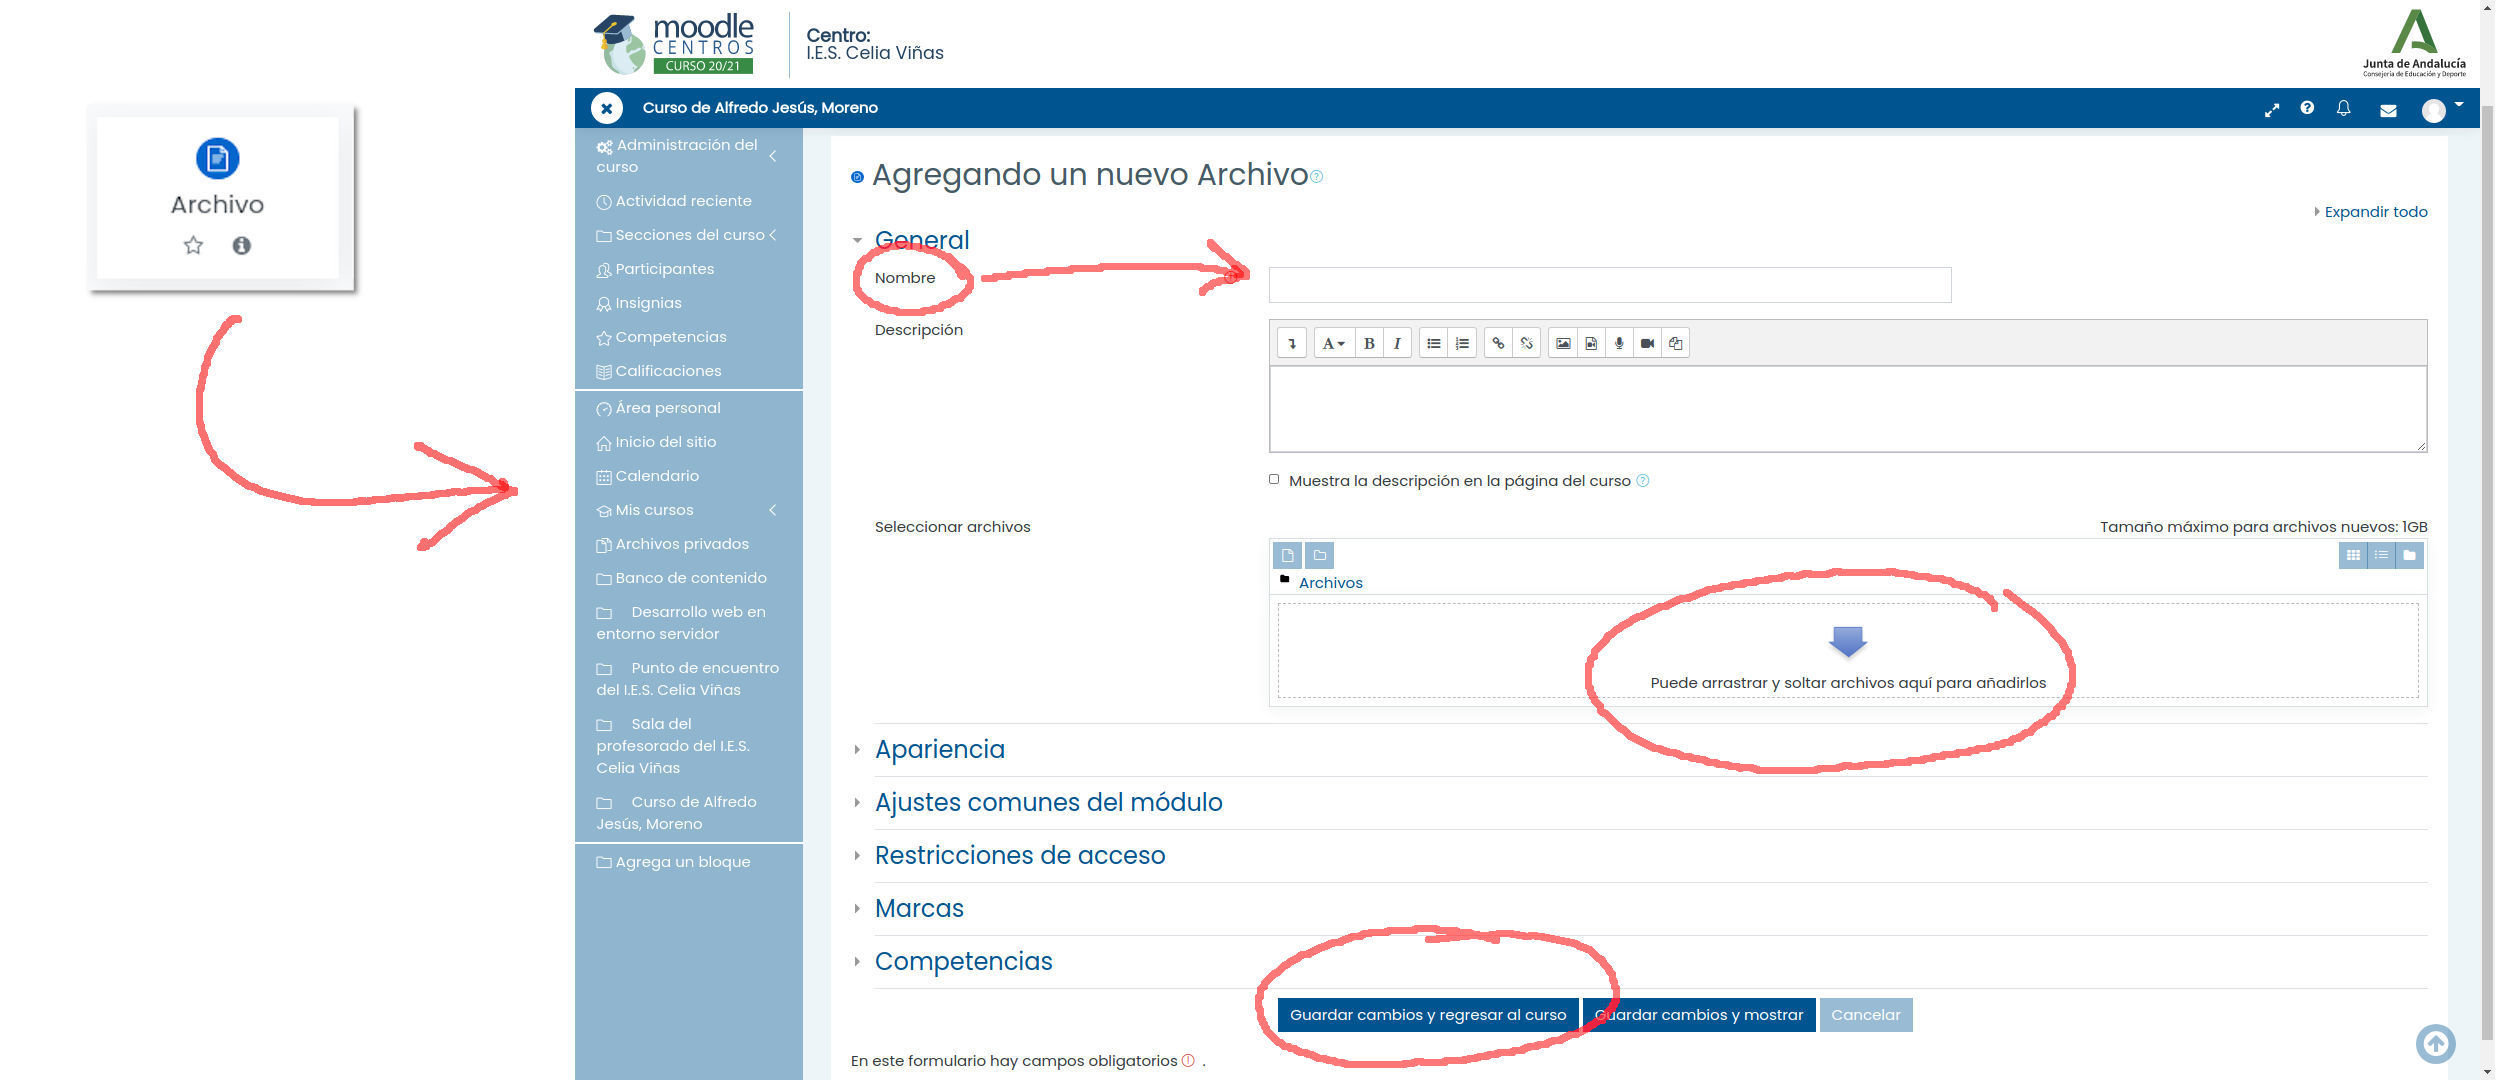 Archivo
moodle
CENTROS
CURSO 20/21
Centro:
I.E.S. Celia Viñas
Junta de Andalucía
Consejería de Educación y Deporte
Curso de Alfredo Jesús, Moreno
Administración del
curso
Actividad reciente
Secciones del curso
Participantes
Insignias
Competencias
Calificaciones
Área personal
Inicio del sitio
Calendario
Mis cursos
Archivos privados
Banco de contenido
Desarrollo web en
entorno servidor
Punto de encuentro
del I.E.S. Celia Viñas
Sala del
profesorado del I.E.S.
Celia Viñas
Curso de Alfredo
Jesús, Moreno
Agrega un bloque
Agregando un nuevo Archivo
Expandir todo
General
Nombre
Descripción
A B I
Muestra la descripción en la página del curso
Seleccionar archivos
Tamaño máximo para archivos nuevos: 1GB
Archivos
Puede arrastrar y soltar archivos aquí para añadirlos
Apariencia
Ajustes comunes del módulo
Restricciones de acceso
Marcas
Competencias
Guardar cambios y regresar al curso
Guardar cambios y mostrar
Cancelar
En este formulario hay campos obligatorios .